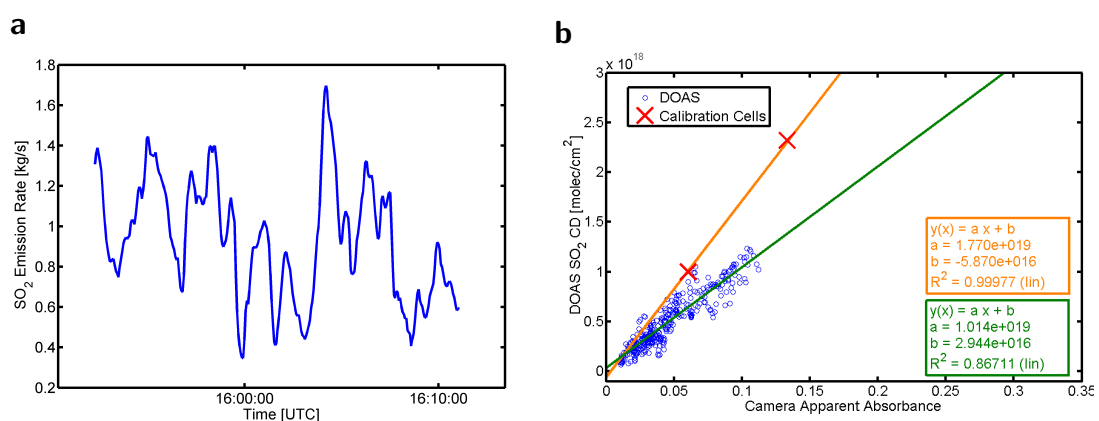 a
1.8
1.6
1.4
1.2
1
0.8
0.6
0.4
0.2
SO2 Emission Rate [kg/s]
16:00:00
16:10:00
Time [UTC]
b
3 × 10^18
2.5
2
1.5
1
0.5
0
DOAS SO2 CD [molec/cm2]
DOAS
Calibration Cells
y(x) = a x + b
a = 1.770e+019
b = -5.870e+016
R2 = 0.99977 (lin)
y(x) = a x + b
a = 1.014e+019
b = 2.944e+016
R2 = 0.86711 (lin)
0 0.05 0.1 0.15 0.2 0.25 0.3 0.35
Camera Apparent Absorbance